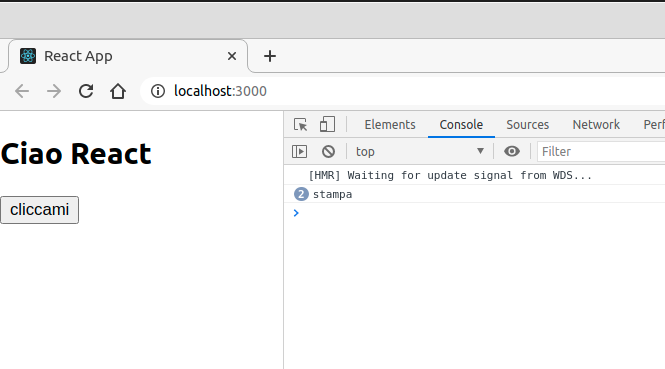 React App
localhost:3000
Ciao React
cliccami
Elements Console Sources Network Perf
top Filter
[HMR] Waiting for update signal from WDS...
2 stampa